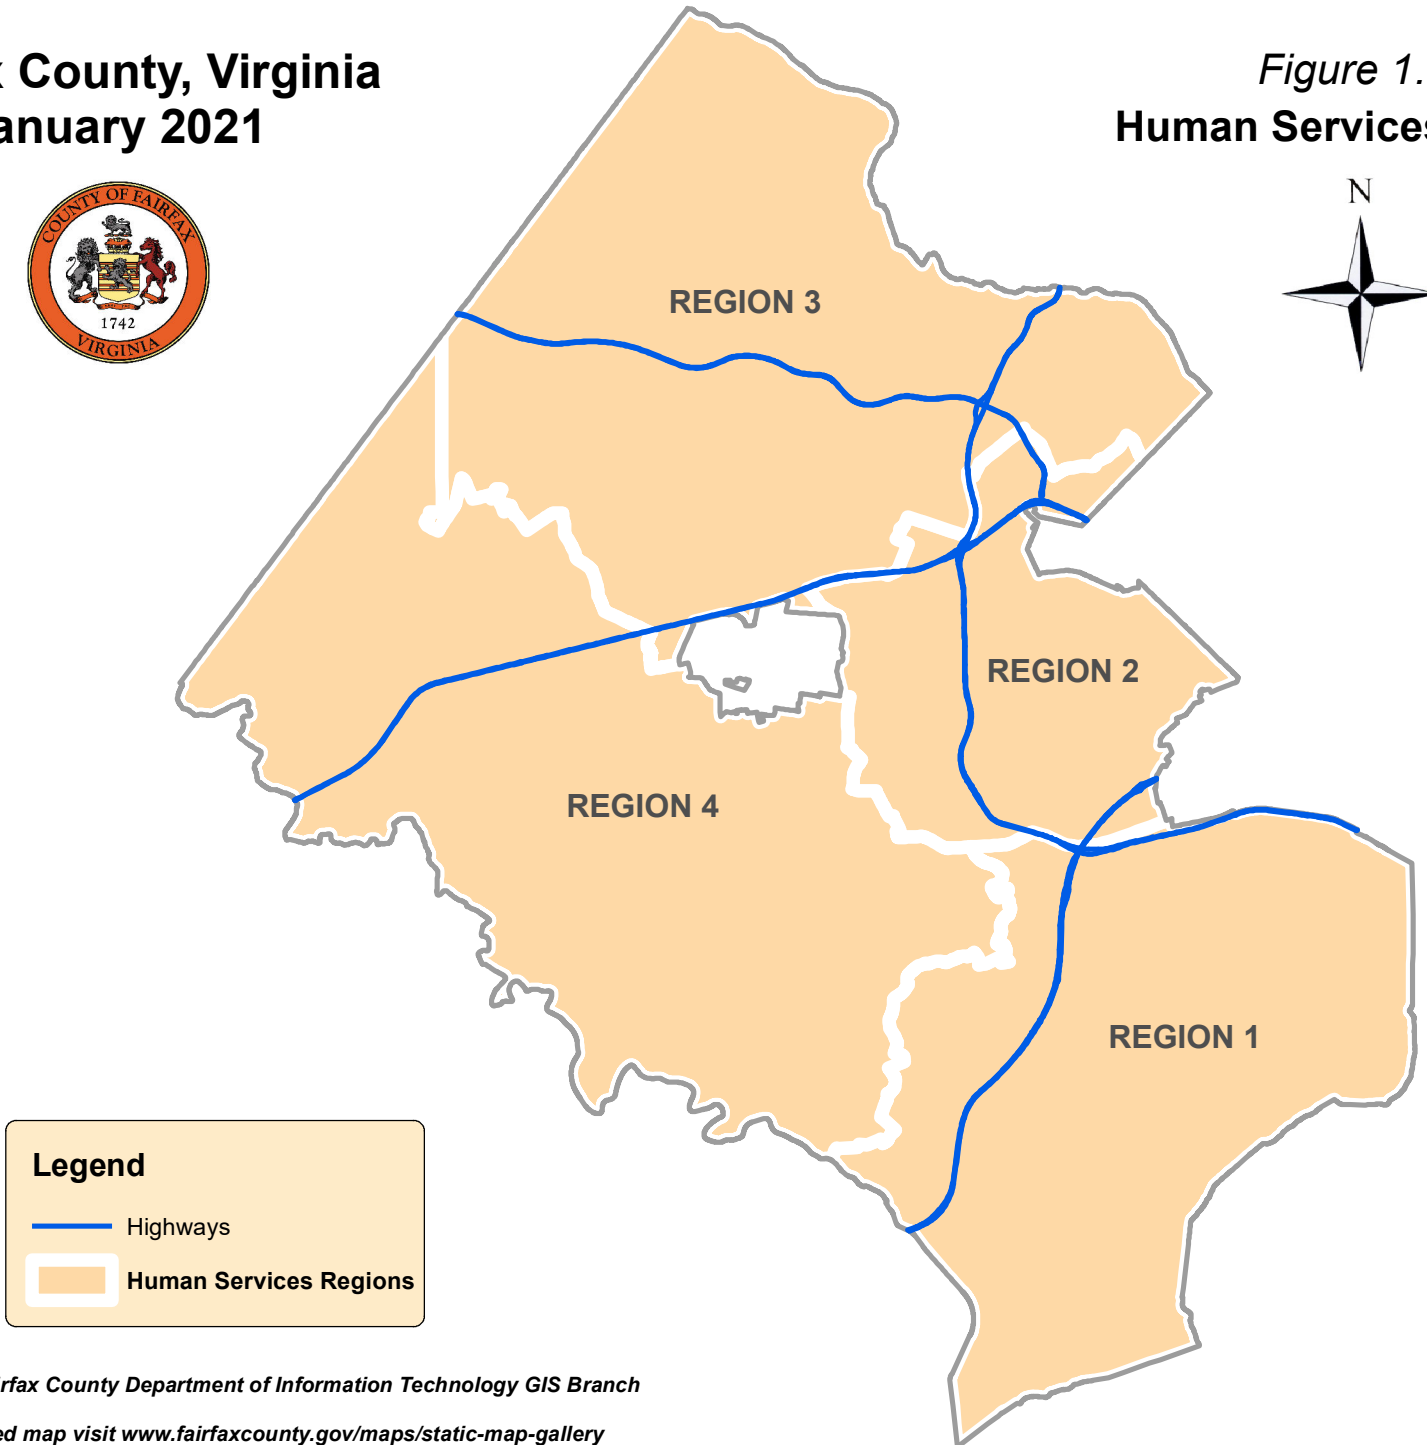 x County, Virginia
anuary 2021
Figure 1.
Human Services
COUNTY OF FAIRFAX
1742
VIRGINIA
N
REGION 3
REGION 2
REGION 4
REGION 1
Legend
Highways
Human Services Regions
rfax County Department of Information Technology GIS Branch
ed map visit www.fairfaxcounty.gov/maps/static-map-gallery